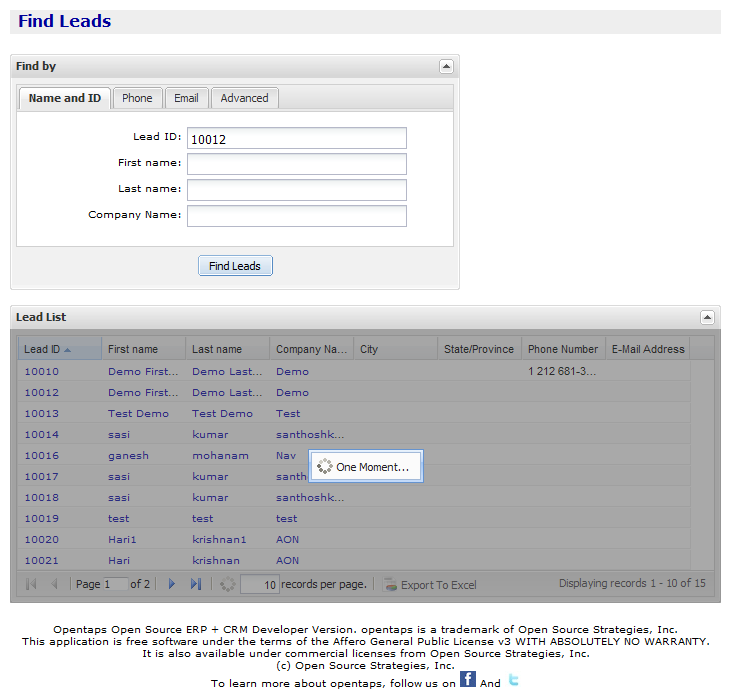 Find Leads
Find by
Name and ID Phone Email Advanced
Lead ID: 10012
First name:
Last name:
Company Name:
Find Leads
Lead List
Lead ID First name Last name Company Na... City State/Province Phone Number E-Mail Address
10010 Demo First... Demo Last... Demo 1 212 681-3...
10012 Demo First... Demo Last... Demo
10013 Test Demo Test Demo Test
10014 sasi kumar santhoshk...
10016 ganesh mohanam Nav
One Moment...
10017 sasi kumar santh
10018 sasi kumar santhoshk...
10019 test test test
10020 Hari1 krishnan1 AON
10021 Hari krishnan AON
Page 1 of 2 10 records per page. Export To Excel Displaying records 1 - 10 of 15
Opentaps Open Source ERP + CRM Developer Version. opentaps is a trademark of Open Source Strategies, Inc.
This application is free software under the terms of the Affero General Public License v3 WITH ABSOLUTELY NO WARRANTY.
It is also available under commercial licenses from Open Source Strategies, Inc.
(c) Open Source Strategies, Inc.
To learn more about opentaps, follow us on f And t